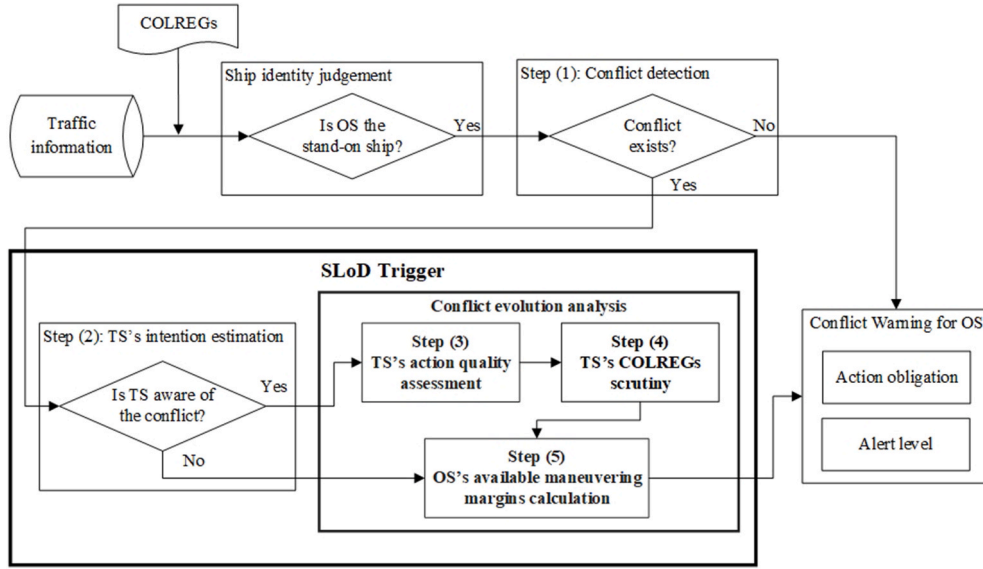 COLREGs
Traffic
information
Ship identity judgement
Is OS the
stand-on ship?
Yes
Step (1): Conflict detection
Conflict
exists?
No
Yes
SLoD Trigger
Step (2): TS's intention estimation
Is TS aware of
the conflict?
Yes
No
Conflict evolution analysis
Step (3)
TS's action quality
assessment
Step (4)
TS's COLREGs
scrutiny
Step (5)
OS's available maneuvering
margins calculation
Conflict Warning for OS
Action obligation
Alert level